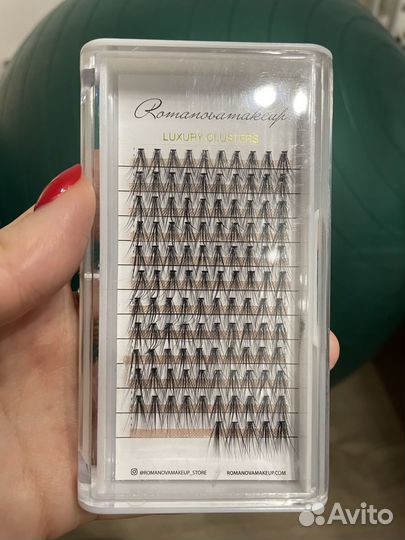 Romanovamakeup
LUXURY CLUSTERS
@ROMANOVAMAKEUP_STORE ROMANOVAMAKEUP.COM
Avito